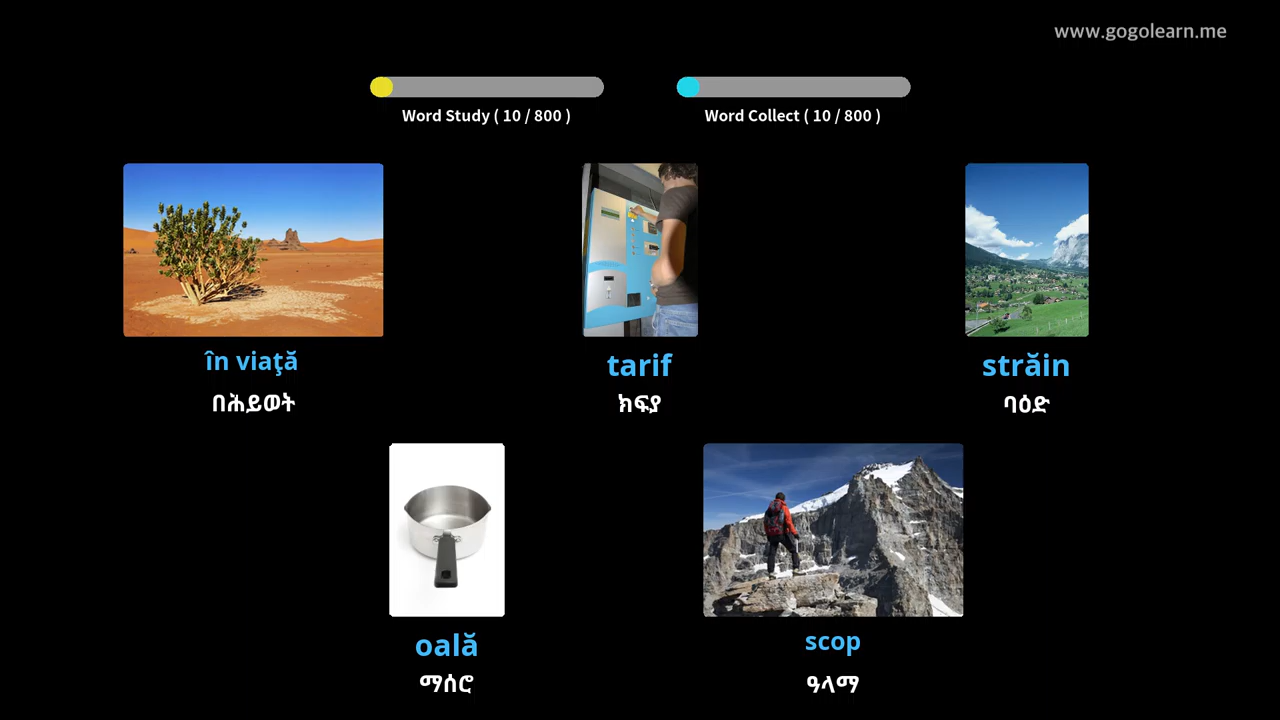 www.gogolearn.me
Word Study ( 10 / 800 )
Word Collect ( 10 / 800 )
în viaţă
tarif
străin
በሕይወት
ክፍያ
ባዕድ
oală
scop
ማሰሮ
ዓላማ